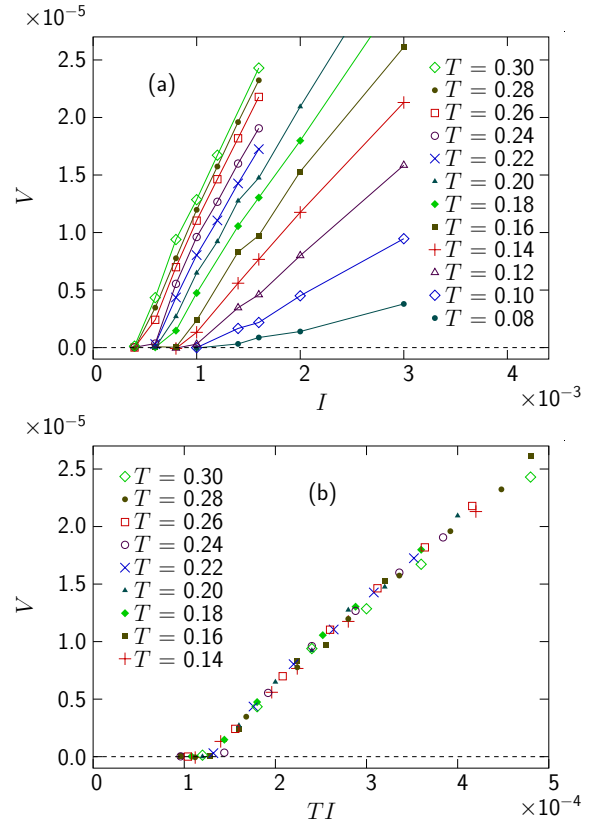 ×10⁻⁵
2.5
2.0
1.5
1.0
0.5
0.0
V
(a)
T = 0.30
T = 0.28
T = 0.26
T = 0.24
T = 0.22
T = 0.20
T = 0.18
T = 0.16
T = 0.14
T = 0.12
T = 0.10
T = 0.08
0 1 2 3 4
I
×10⁻³
×10⁻⁵
2.5
2.0
1.5
1.0
0.5
0.0
V
(b)
T = 0.30
T = 0.28
T = 0.26
T = 0.24
T = 0.22
T = 0.20
T = 0.18
T = 0.16
T = 0.14
0 1 2 3 4 5
TI
×10⁻⁴